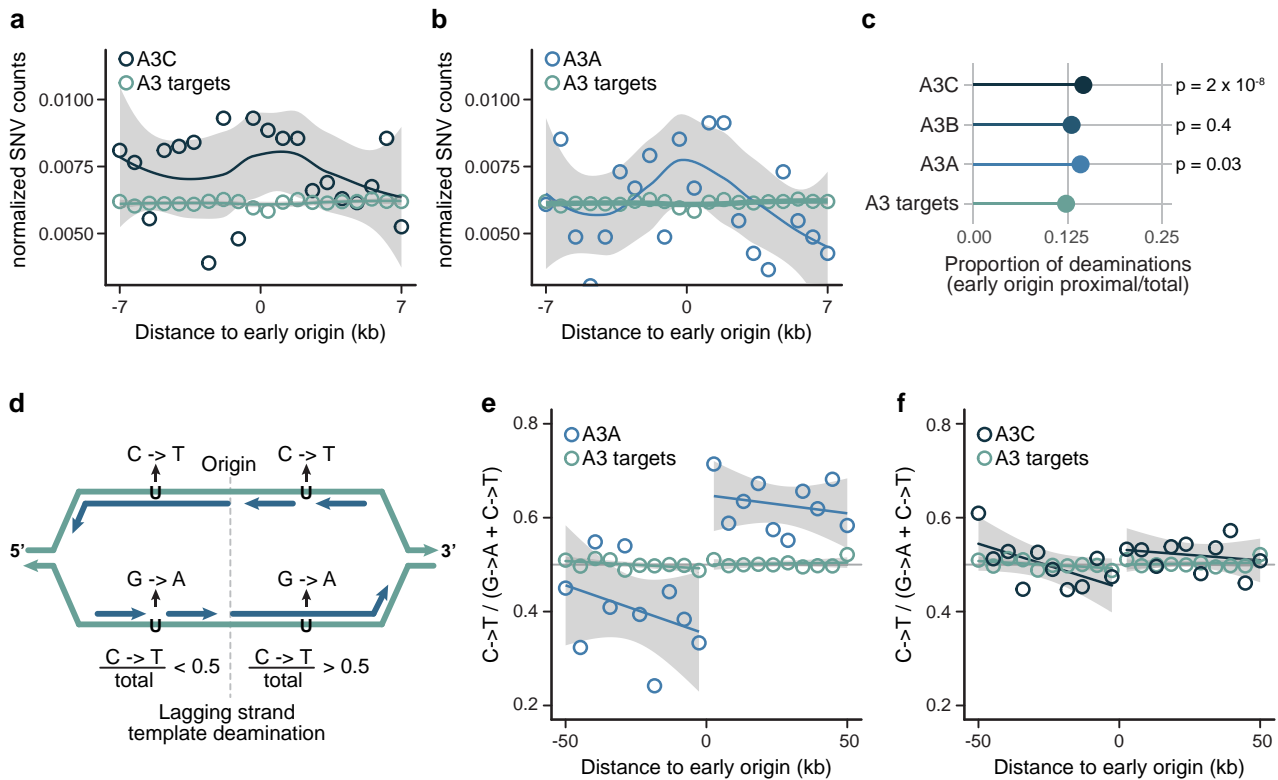 a
normalized SNV counts
A3C
A3 targets
0.0100
0.0075
0.0050
-7
0
7
Distance to early origin (kb)
b
normalized SNV counts
A3A
A3 targets
0.0100
0.0075
0.0050
-7
0
7
Distance to early origin (kb)
c
A3C
p = 2 x 10⁻⁸
A3B
p = 0.4
A3A
p = 0.03
A3 targets
0.00
0.125
0.25
Proportion of deaminations
(early origin proximal/total)
d
C -> T
Origin
C -> T
U
U
5'
3'
G -> A
G -> A
U
U
C -> T
total
< 0.5
C -> T
total
> 0.5
Lagging strand
template deamination
e
C->T / (G->A + C->T)
A3A
A3 targets
0.8
0.6
0.4
0.2
-50
0
50
Distance to early origin (kb)
f
C->T / (G->A + C->T)
A3C
A3 targets
0.8
0.6
0.4
0.2
-50
0
50
Distance to early origin (kb)